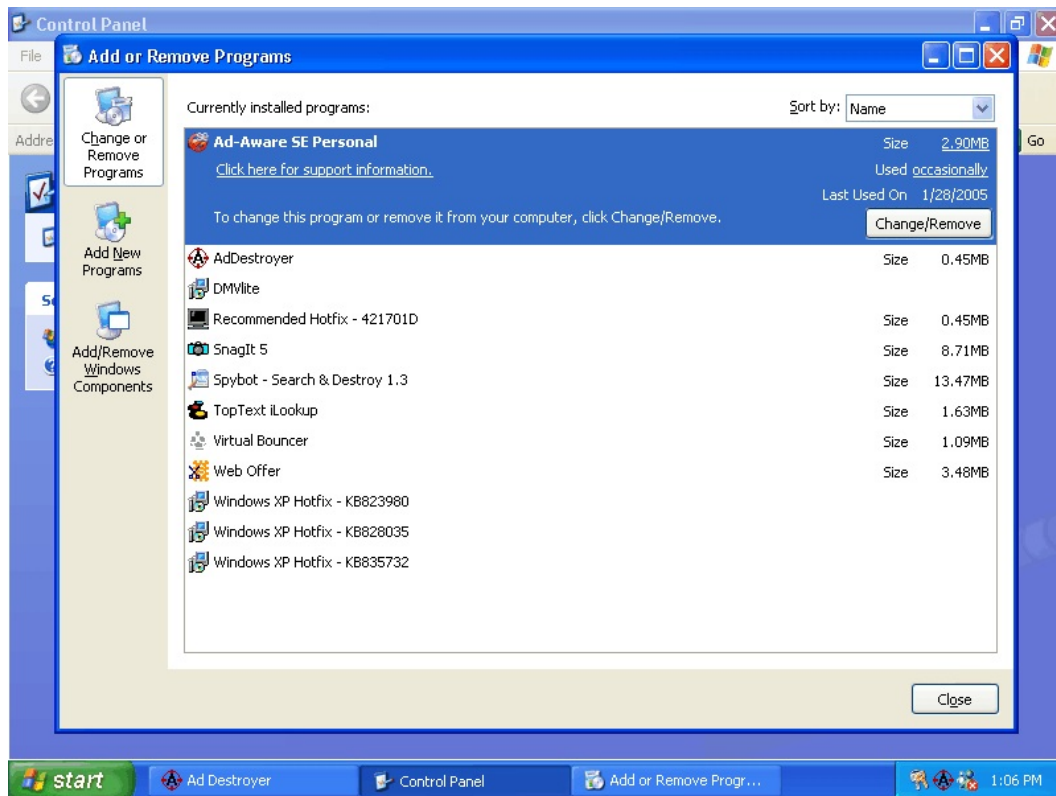 Control Panel
File
Add or Remove Programs
Addre
Go
Change or
Remove
Programs
Add New
Programs
Add/Remove
Windows
Components
Currently installed programs:
Sort by: Name
Ad-Aware SE Personal Size 2.90MB
Click here for support information. Used occasionally
Last Used On 1/28/2005
To change this program or remove it from your computer, click Change/Remove. Change/Remove
AdDestroyer Size 0.45MB
DMVlite
Recommended Hotfix - 421701D Size 0.45MB
SnagIt 5 Size 8.71MB
Spybot - Search & Destroy 1.3 Size 13.47MB
TopText iLookup Size 1.63MB
Virtual Bouncer Size 1.09MB
Web Offer Size 3.48MB
Windows XP Hotfix - KB823980
Windows XP Hotfix - KB828035
Windows XP Hotfix - KB835732
Se
Close
start Ad Destroyer Control Panel Add or Remove Progr... 1:06 PM